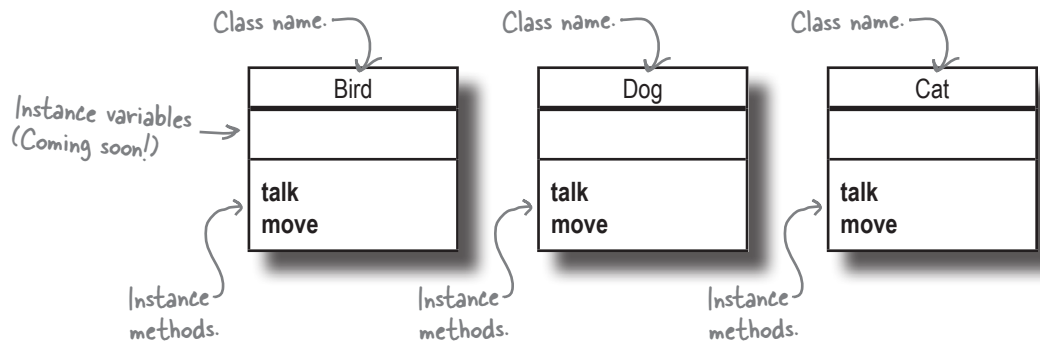 Class name.
Class name.
Class name.
Bird
Dog
Cat
Instance variables
(Coming soon!)
talk
move
talk
move
talk
move
Instance
methods.
Instance
methods.
Instance
methods.